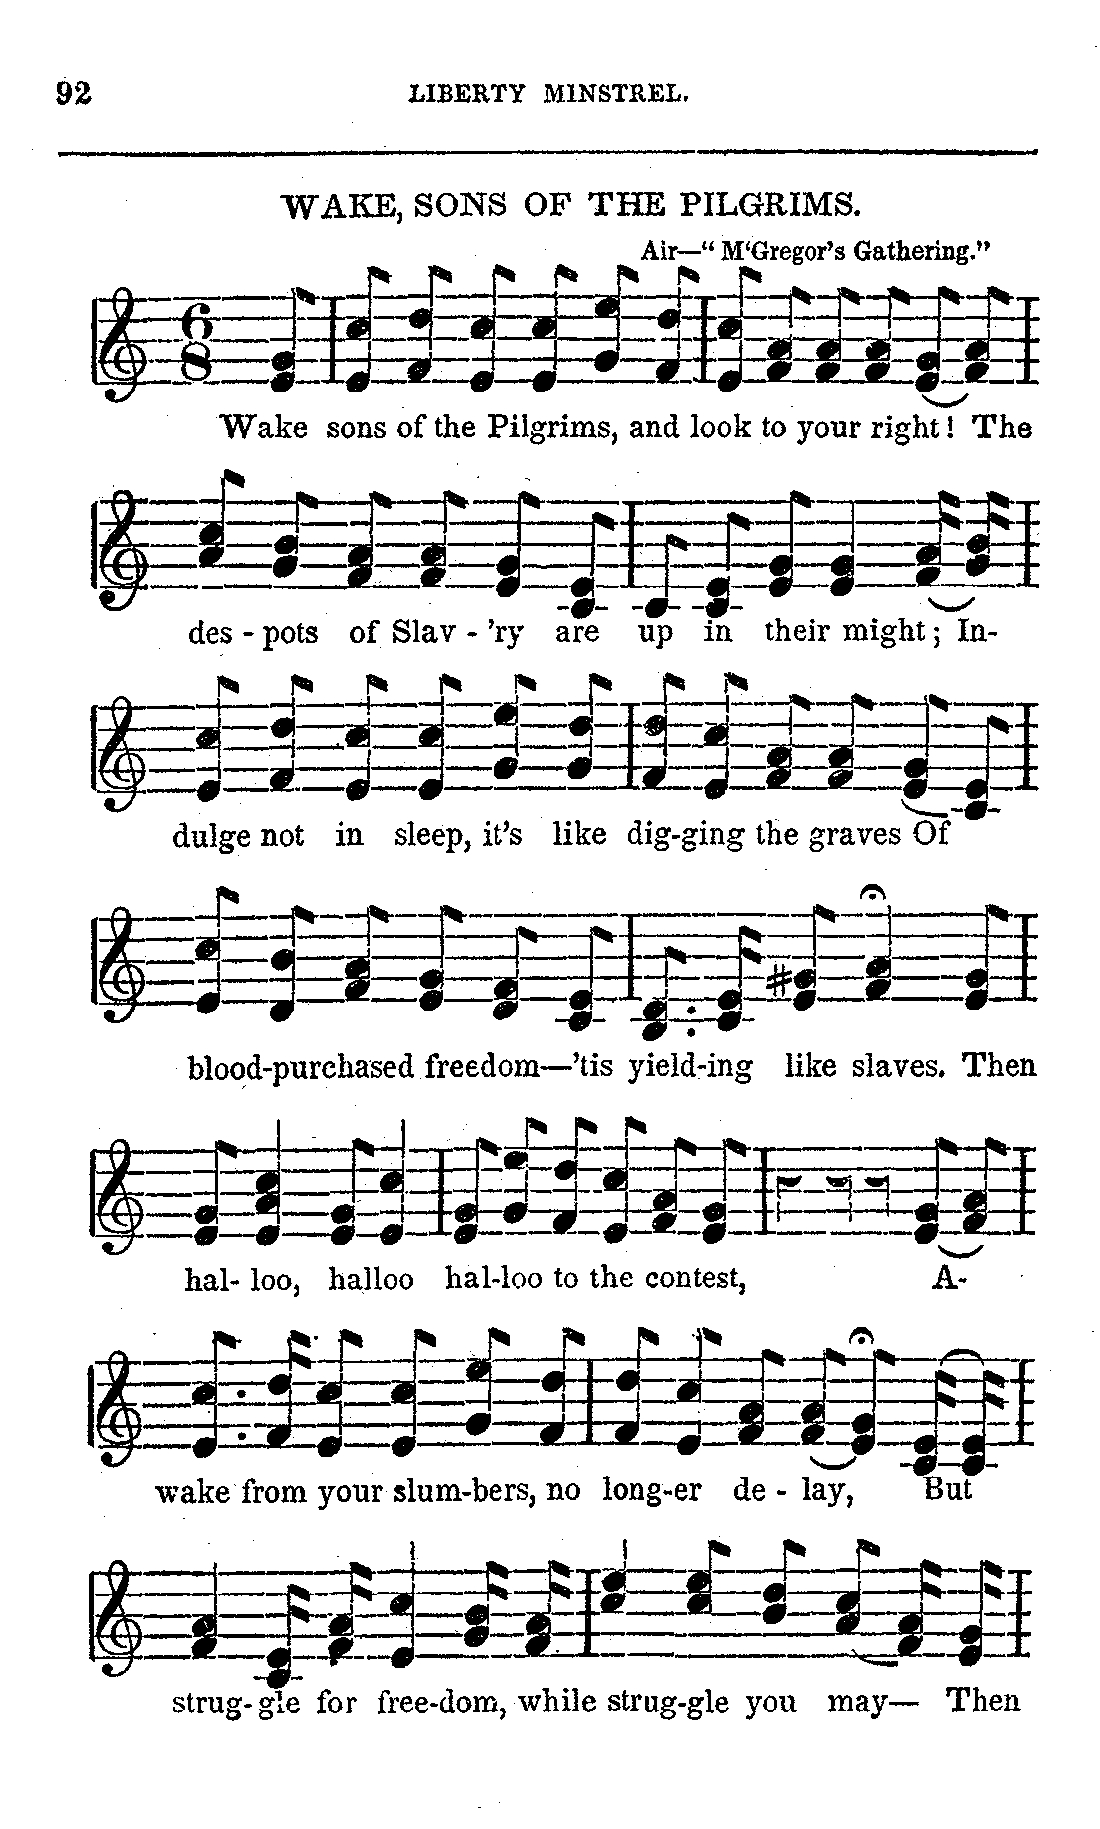 92 LIBERTY MINSTREL.
WAKE, SONS OF THE PILGRIMS.
Air—“ M‘Gregor’s Gathering.”
6
8
Wake sons of the Pilgrims, and look to your right! The
des - pots of Slav - ’ry are up in their might; In-
dulge not in sleep, it’s like dig-ging the graves Of
blood-purchased freedom—’tis yield-ing like slaves. Then
hal- loo, halloo hal-loo to the contest, A-
wake from your slum-bers, no long-er de - lay, But
strug- gle for free-dom, while strug-gle you may— Then